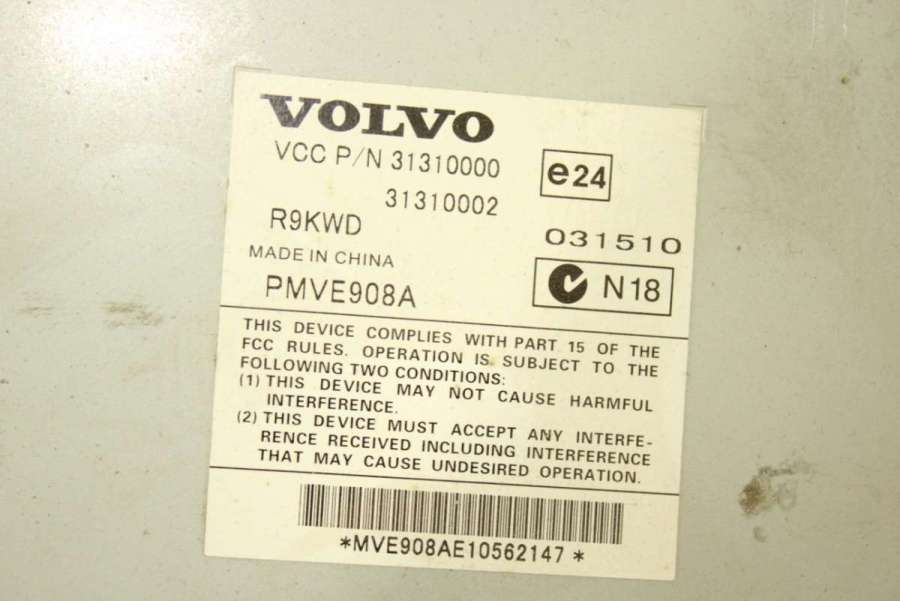 VOLVO
VCC P/N 31310000
31310002
e24
R9KWD
031510
MADE IN CHINA
N18
PMVE908A
THIS DEVICE COMPLIES WITH PART 15 OF THE
FCC RULES. OPERATION IS SUBJECT TO THE
FOLLOWING TWO CONDITIONS:
(1) THIS DEVICE MAY NOT CAUSE HARMFUL
INTERFERENCE.
(2) THIS DEVICE MUST ACCEPT ANY INTERFE-
RENCE RECEIVED INCLUDING INTERFERENCE
THAT MAY CAUSE UNDESIRED OPERATION.
*MVE908AE10562147*